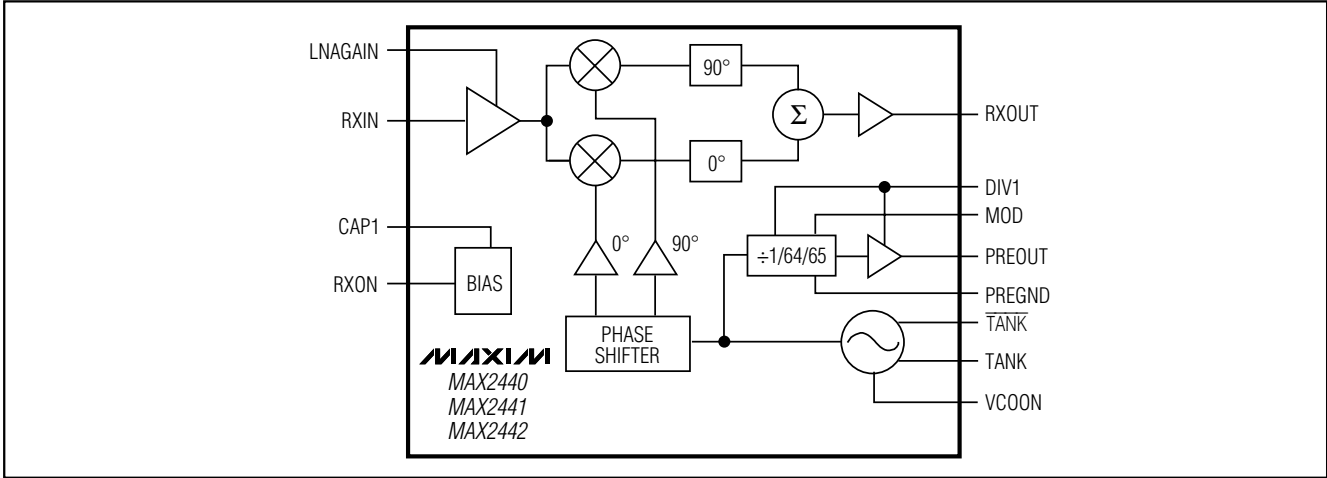 LNAGAIN
RXIN
CAP1
RXON
90°
0°
Σ
0°
90°
BIAS
PHASE
SHIFTER
÷1/64/65
MAXIM
MAX2440
MAX2441
MAX2442
RXOUT
DIV1
MOD
PREOUT
PREGND
T̅A̅N̅K̅
TANK
VCOON